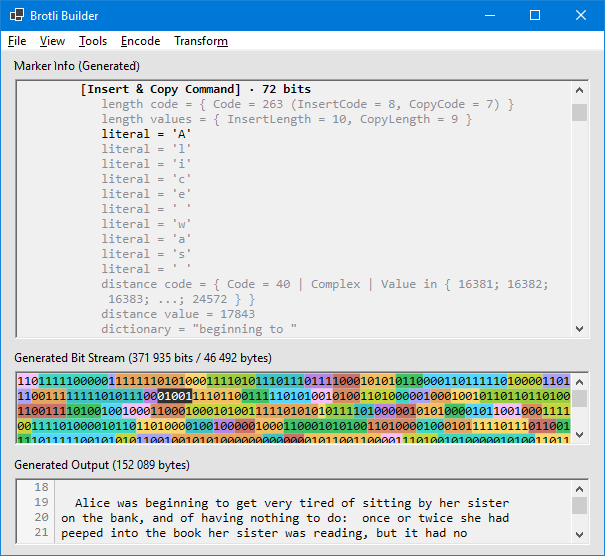 Brotli Builder
File View Tools Encode Transform
Marker Info (Generated)
[Insert & Copy Command] · 72 bits
length code = { Code = 263 (InsertCode = 8, CopyCode = 7) }
length values = { InsertLength = 10, CopyLength = 9 }
literal = 'A'
literal = 'l'
literal = 'i'
literal = 'c'
literal = 'e'
literal = ' '
literal = 'w'
literal = 'a'
literal = 's'
literal = ' '
distance code = { Code = 40 | Complex | Value in { 16381; 16382;
16383; ...; 24572 } }
distance value = 17843
dictionary = "beginning to "
Generated Bit Stream (371 935 bits / 46 492 bytes)
Generated Output (152 089 bytes)
18
19 Alice was beginning to get very tired of sitting by her sister
20 on the bank, and of having nothing to do:  once or twice she had
21 peeped into the book her sister was reading, but it had no